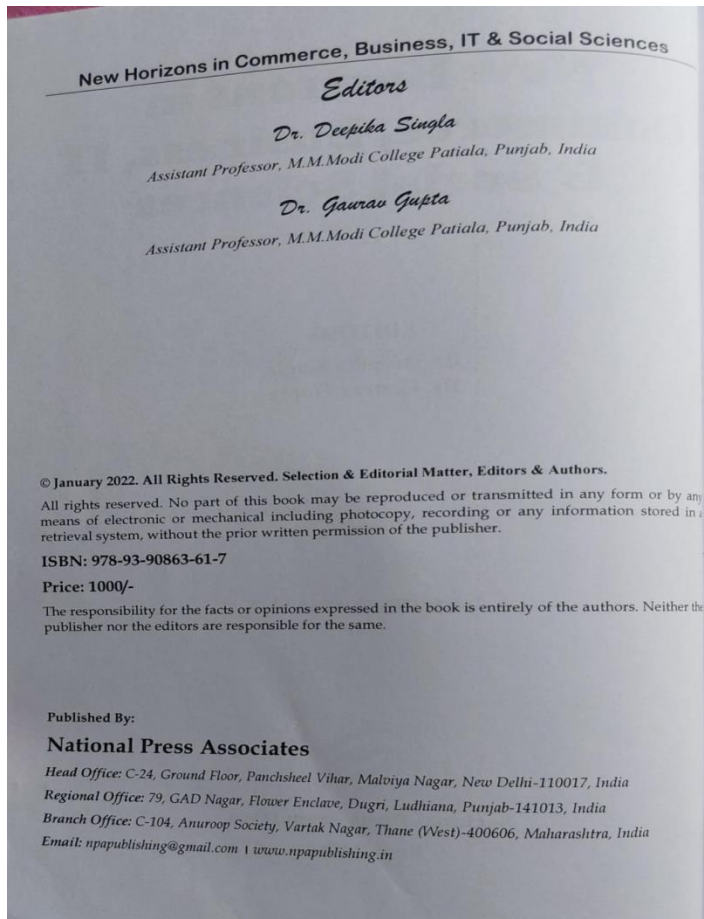 New Horizons in Commerce, Business, IT & Social Sciences
Editors
Dr. Deepika Singla
Assistant Professor, M.M.Modi College Patiala, Punjab, India
Dr. Gaurav Gupta
Assistant Professor, M.M.Modi College Patiala, Punjab, India
© January 2022. All Rights Reserved. Selection & Editorial Matter, Editors & Authors.
All rights reserved. No part of this book may be reproduced or transmitted in any form or by any
means of electronic or mechanical including photocopy, recording or any information stored in a
retrieval system, without the prior written permission of the publisher.
ISBN: 978-93-90863-61-7
Price: 1000/-
The responsibility for the facts or opinions expressed in the book is entirely of the authors. Neither the
publisher nor the editors are responsible for the same.
Published By:
National Press Associates
Head Office: C-24, Ground Floor, Panchsheel Vihar, Malviya Nagar, New Delhi-110017, India
Regional Office: 79, GAD Nagar, Flower Enclave, Dugri, Ludhiana, Punjab-141013, India
Branch Office: C-104, Anuroop Society, Vartak Nagar, Thane (West)-400606, Maharashtra, India
Email: npapublishing@gmail.com | www.npapublishing.in